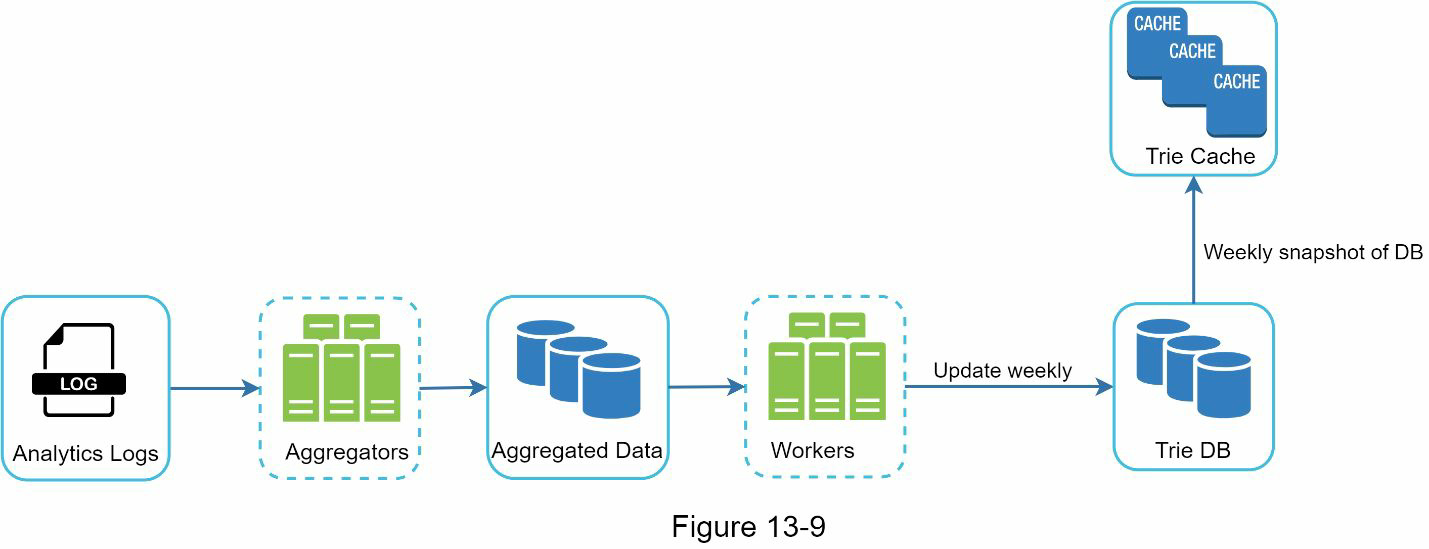 CACHE
CACHE
CACHE
Trie Cache
Weekly snapshot of DB
LOG
Analytics Logs
Aggregators
Aggregated Data
Workers
Update weekly
Trie DB
Figure 13-9